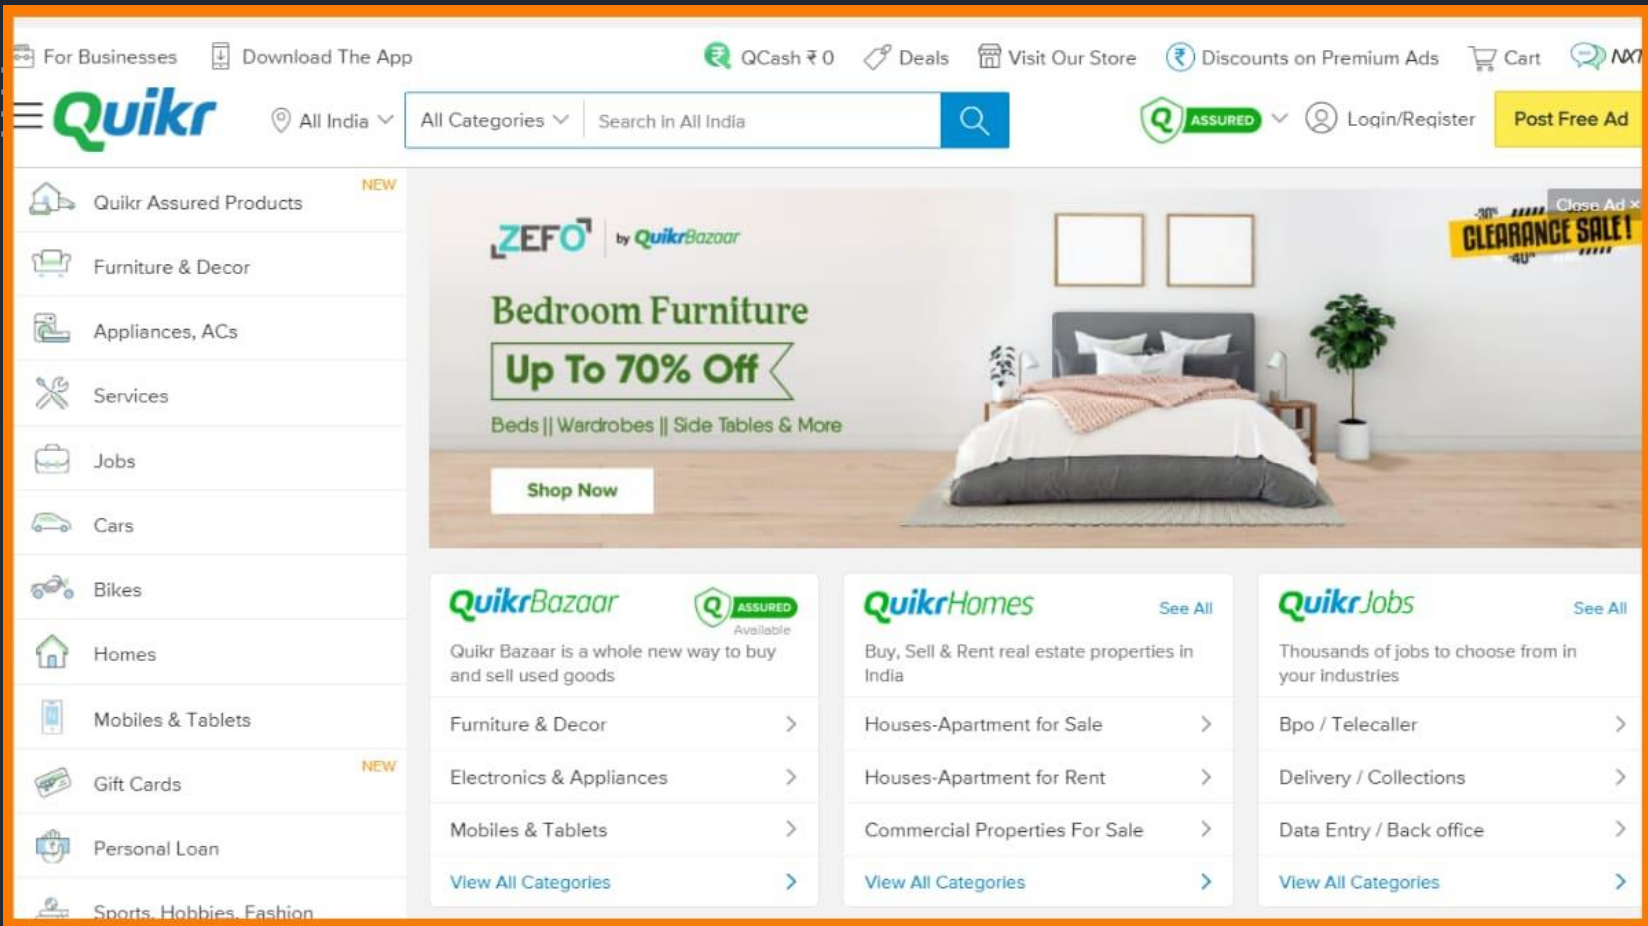 For Businesses
Download The App
QCash ₹ 0
Deals
Visit Our Store
Discounts on Premium Ads
Cart
Quikr
All India
All Categories
Search in All India
Q ASSURED
Login/Register
Post Free Ad
NEW
Quikr Assured Products
Furniture & Decor
Appliances, ACs
Services
Jobs
Cars
Bikes
Homes
Mobiles & Tablets
NEW
Gift Cards
Personal Loan
Sports, Hobbies, Fashion
ZEFO by QuikrBazaar
Bedroom Furniture
Up To 70% Off
Beds || Wardrobes || Side Tables & More
Shop Now
Close Ad ×
-30%
CLEARANCE SALE!
-40%
QuikrBazaar
Q ASSURED
Available
Quikr Bazaar is a whole new way to buy
and sell used goods
Furniture & Decor
Electronics & Appliances
Mobiles & Tablets
View All Categories
QuikrHomes
See All
Buy, Sell & Rent real estate properties in
India
Houses-Apartment for Sale
Houses-Apartment for Rent
Commercial Properties For Sale
View All Categories
QuikrJobs
See All
Thousands of jobs to choose from in
your industries
Bpo / Telecaller
Delivery / Collections
Data Entry / Back office
View All Categories